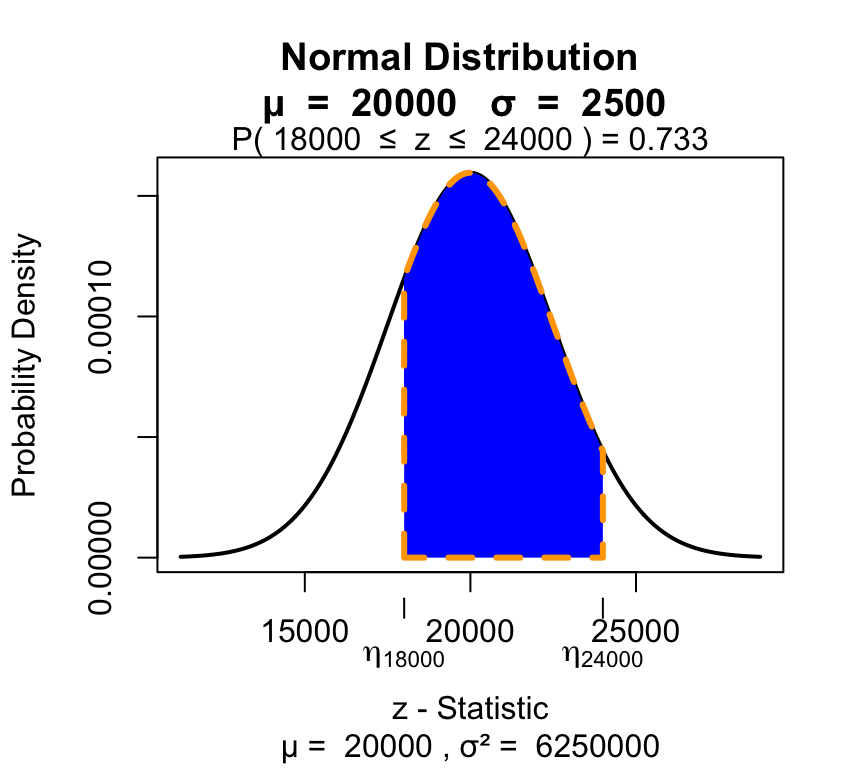 Normal Distribution
μ = 20000 σ = 2500
P( 18000 ≤ z ≤ 24000 ) = 0.733
Probability Density
0.00010
0.00000
15000 20000 25000
η18000 η24000
z - Statistic
μ = 20000 , σ² = 6250000